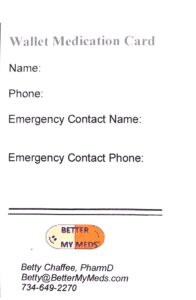 Wallet Medication Card
Name:
Phone:
Emergency Contact Name:
Emergency Contact Phone:
BETTER
MY MEDS
Betty Chaffee, PharmD
Betty@BetterMyMeds.com
734-649-2270